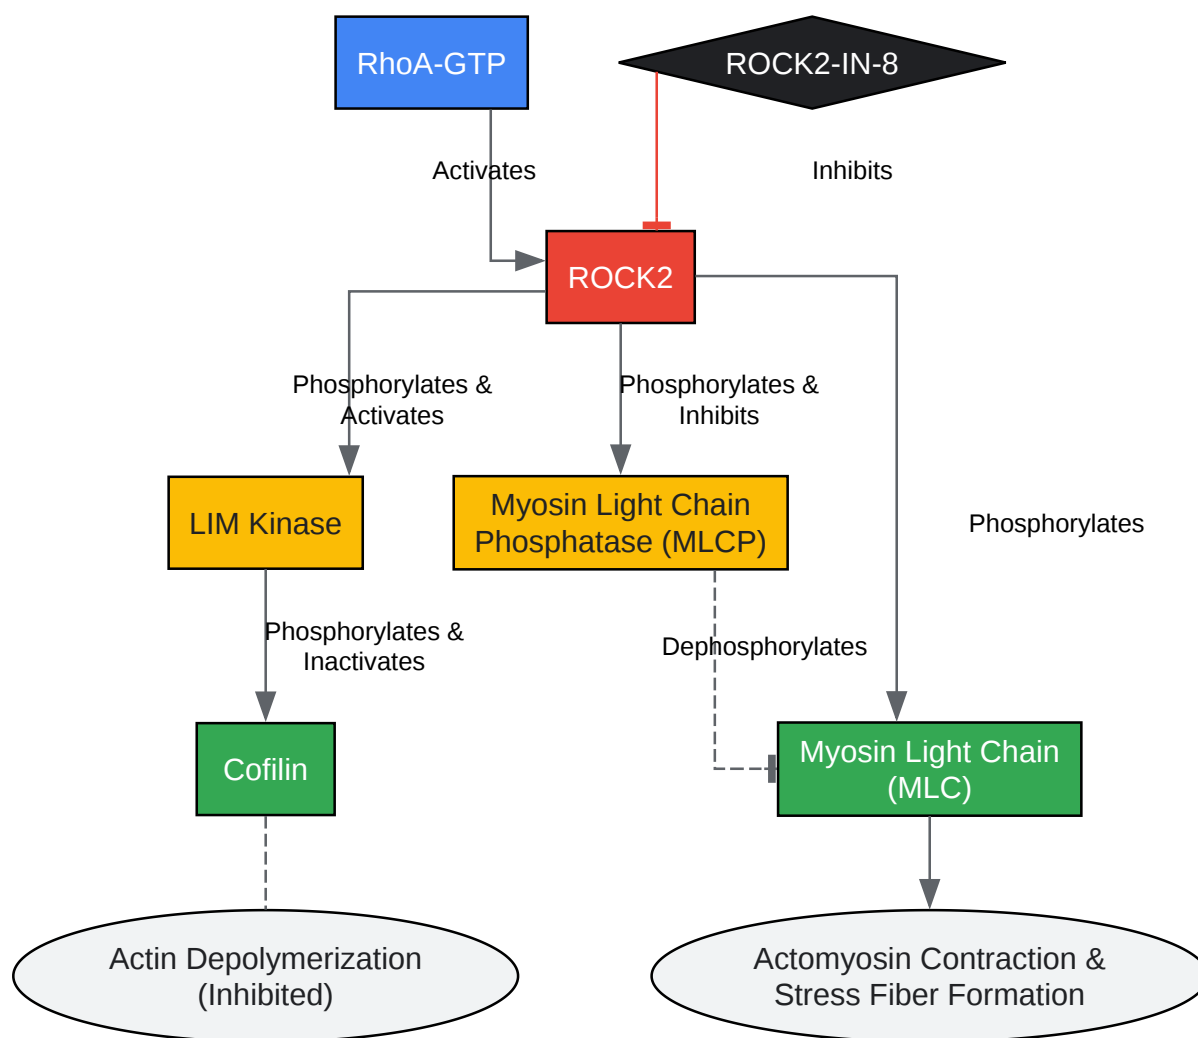 RhoA-GTP
ROCK2-IN-8
Activates
Inhibits
ROCK2
Phosphorylates &
Activates
Phosphorylates &
Inhibits
LIM Kinase
Myosin Light Chain
Phosphatase (MLCP)
Phosphorylates
Phosphorylates &
Inactivates
Dephosphorylates
Cofilin
Myosin Light Chain
(MLC)
Actin Depolymerization
(Inhibited)
Actomyosin Contraction &
Stress Fiber Formation